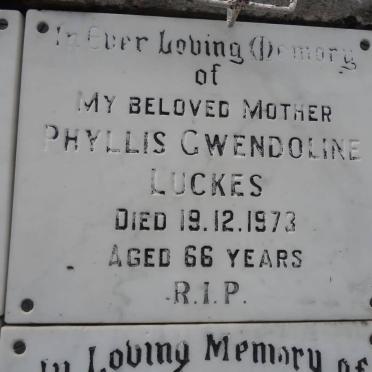 In Ever Loving Memory
of
MY BELOVED MOTHER
PHYLLIS GWENDOLINE
LUCKES
DIED 19.12.1973
AGED 66 YEARS
R.I.P.
In Loving Memory of